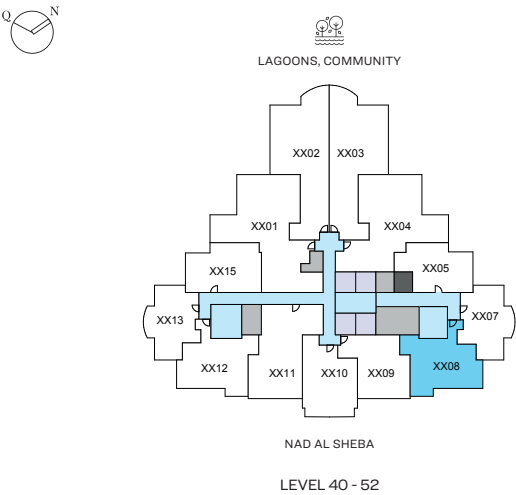 Q N
LAGOONS, COMMUNITY
XX02 XX03
XX01 XX04
XX15 XX05
XX13 XX07
XX12 XX11 XX10 XX09 XX08
NAD AL SHEBA
LEVEL 40 - 52